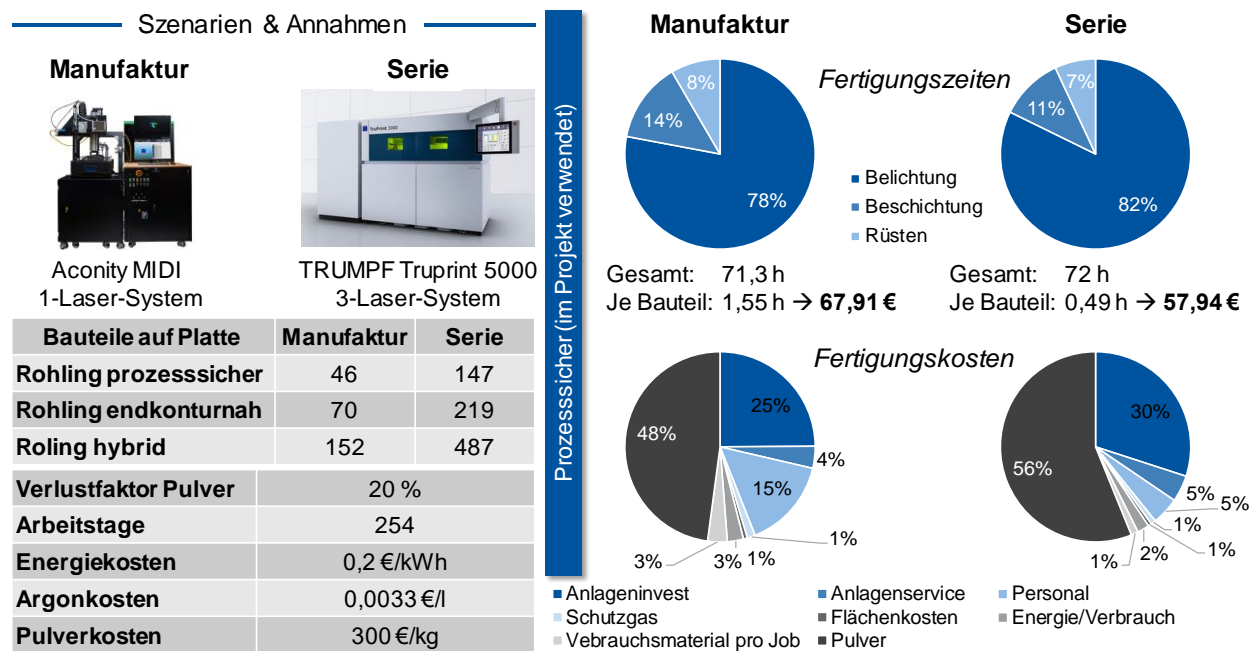 Szenarien & Annahmen
Manufaktur
Serie
TruPrint 5000
Aconity MIDI
1-Laser-System
TRUMPF Truprint 5000
3-Laser-System
Bauteile auf Platte Manufaktur Serie
Rohling prozesssicher 46 147
Rohling endkonturnah 70 219
Roling hybrid 152 487
Verlustfaktor Pulver 20 %
Arbeitstage 254
Energiekosten 0,2 €/kWh
Argonkosten 0,0033 €/l
Pulverkosten 300 €/kg
Prozesssicher (im Projekt verwendet)
Manufaktur
Serie
Fertigungszeiten
8%
14%
78%
7%
11%
82%
Belichtung
Beschichtung
Rüsten
Gesamt: 71,3 h
Je Bauteil: 1,55 h → 67,91 €
Gesamt: 72 h
Je Bauteil: 0,49 h → 57,94 €
Fertigungskosten
25%
4%
15%
1%
1%
3%
3%
48%
30%
5%
5%
1%
1%
2%
1%
56%
Anlageninvest
Anlagenservice
Personal
Schutzgas
Flächenkosten
Energie/Verbrauch
Vebrauchsmaterial pro Job
Pulver